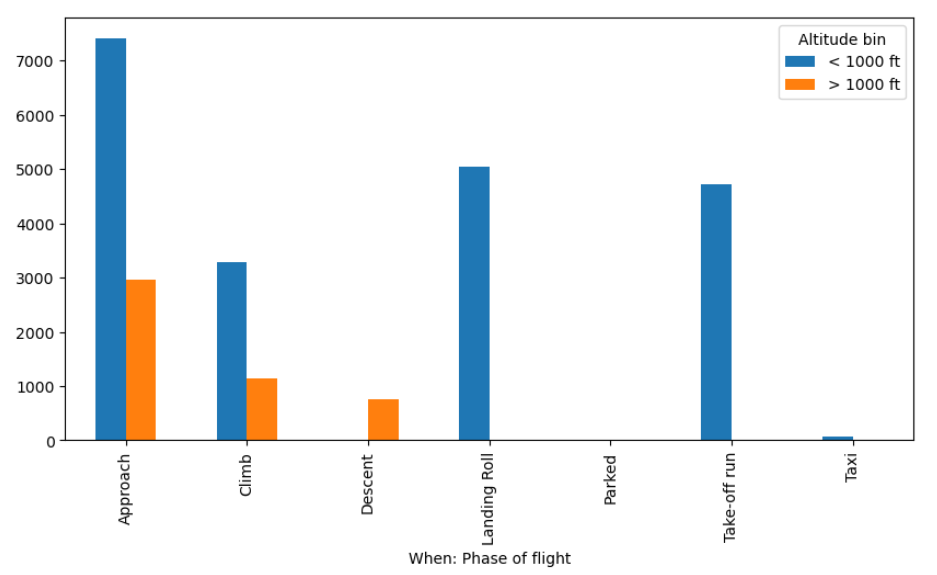 Altitude bin
< 1000 ft
> 1000 ft
7000
6000
5000
4000
3000
2000
1000
0
Approach
Climb
Descent
Landing Roll
Parked
Take-off run
Taxi
When: Phase of flight